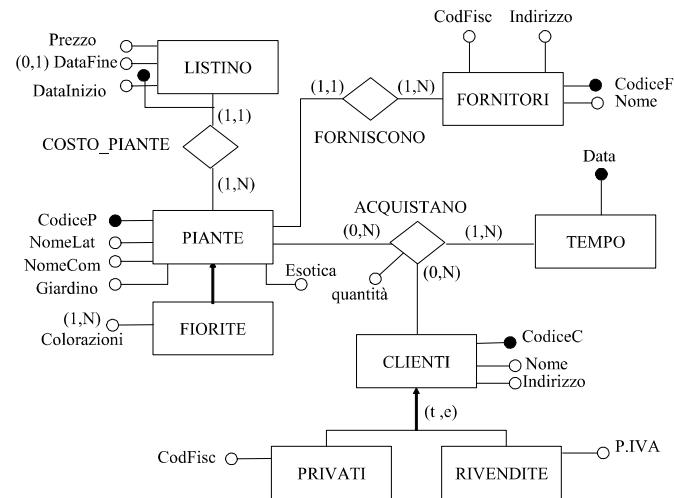 CodFisc
Indirizzo
Prezzo
(0,1) DataFine
DataInizio
LISTINO
(1,1)
(1,N)
FORNITORI
CodiceF
Nome
(1,1)
FORNISCONO
COSTO_PIANTE
(1,N)
Data
CodiceP
NomeLat
NomeCom
Giardino
PIANTE
ACQUISTANO
(0,N)
(1,N)
TEMPO
Esotica
(0,N)
quantità
(1,N)
Colorazioni
FIORITE
CLIENTI
CodiceC
Nome
Indirizzo
(t ,e)
CodFisc
PRIVATI
RIVENDITE
P.IVA